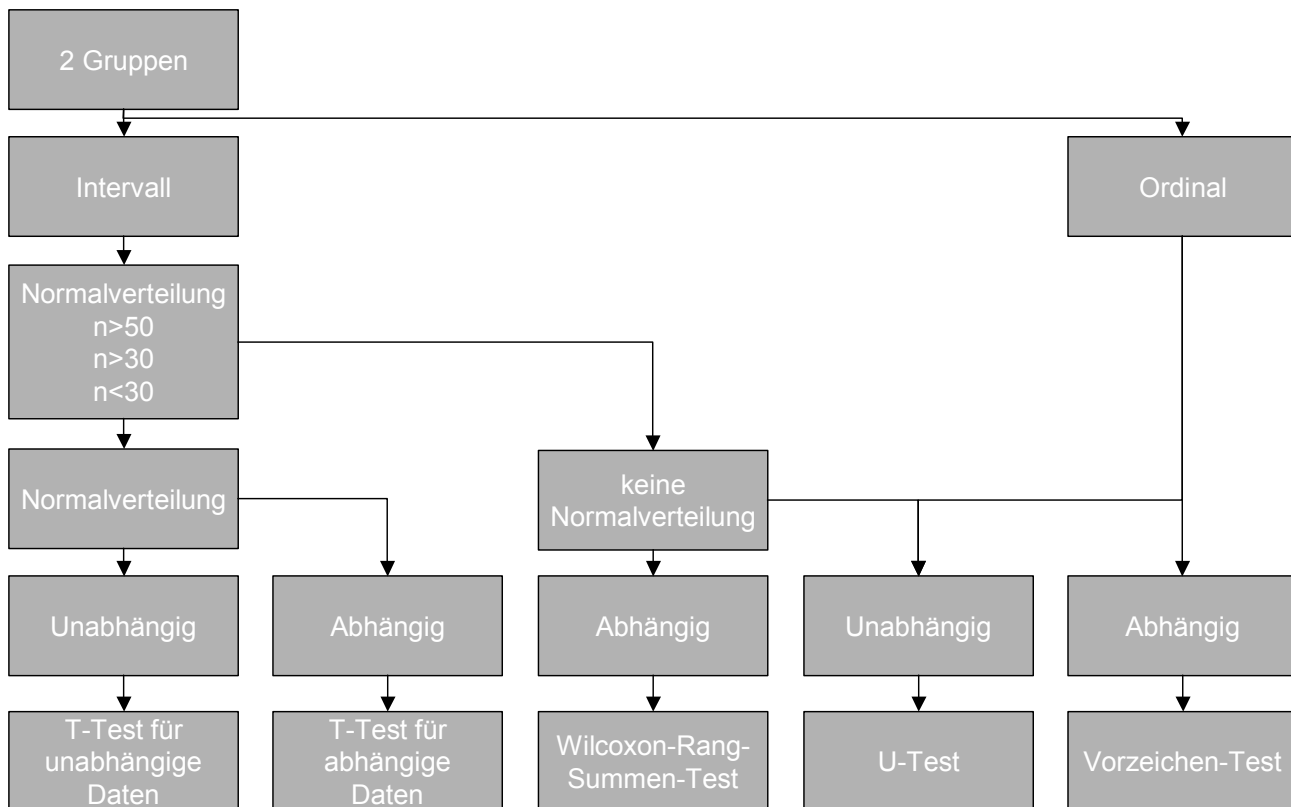 2 Gruppen
Intervall
Ordinal
Normalverteilung
n>50
n>30
n<30
Normalverteilung
keine
Normalverteilung
Unabhängig
Abhängig
Abhängig
Unabhängig
Abhängig
T-Test für
unabhängige
Daten
T-Test für
abhängige
Daten
Wilcoxon-Rang-
Summen-Test
U-Test
Vorzeichen-Test